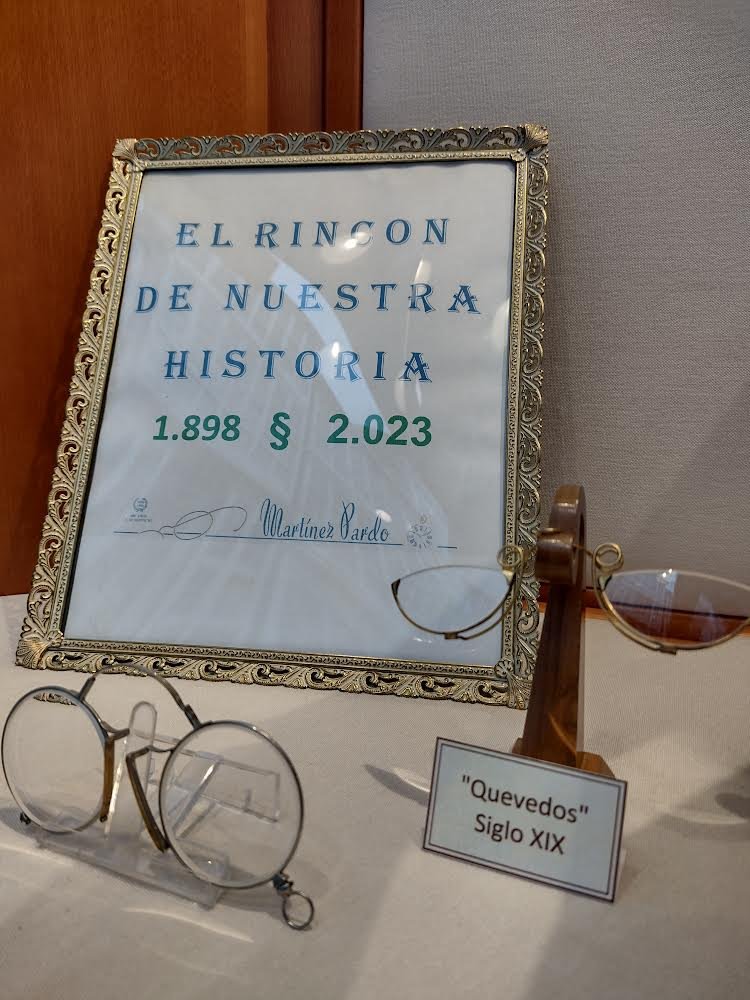 EL RINCON
DE NUESTRA
HISTORIA
1.898 § 2.023
Martínez Pardo
"Quevedos"
Siglo XIX